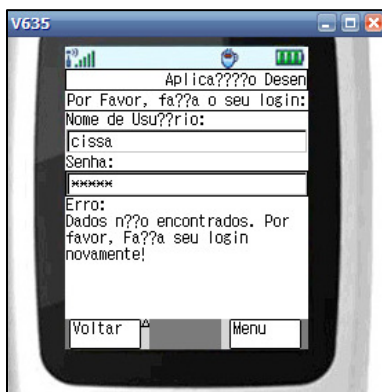 V635
Aplica????o Desen
Por Favor, fa??a o seu login:
Nome de Usu??rio:
cissa
Senha:
*****
Erro:
Dados n??o encontrados. Por
favor, Fa??a seu login
novamente!
Voltar
Menu